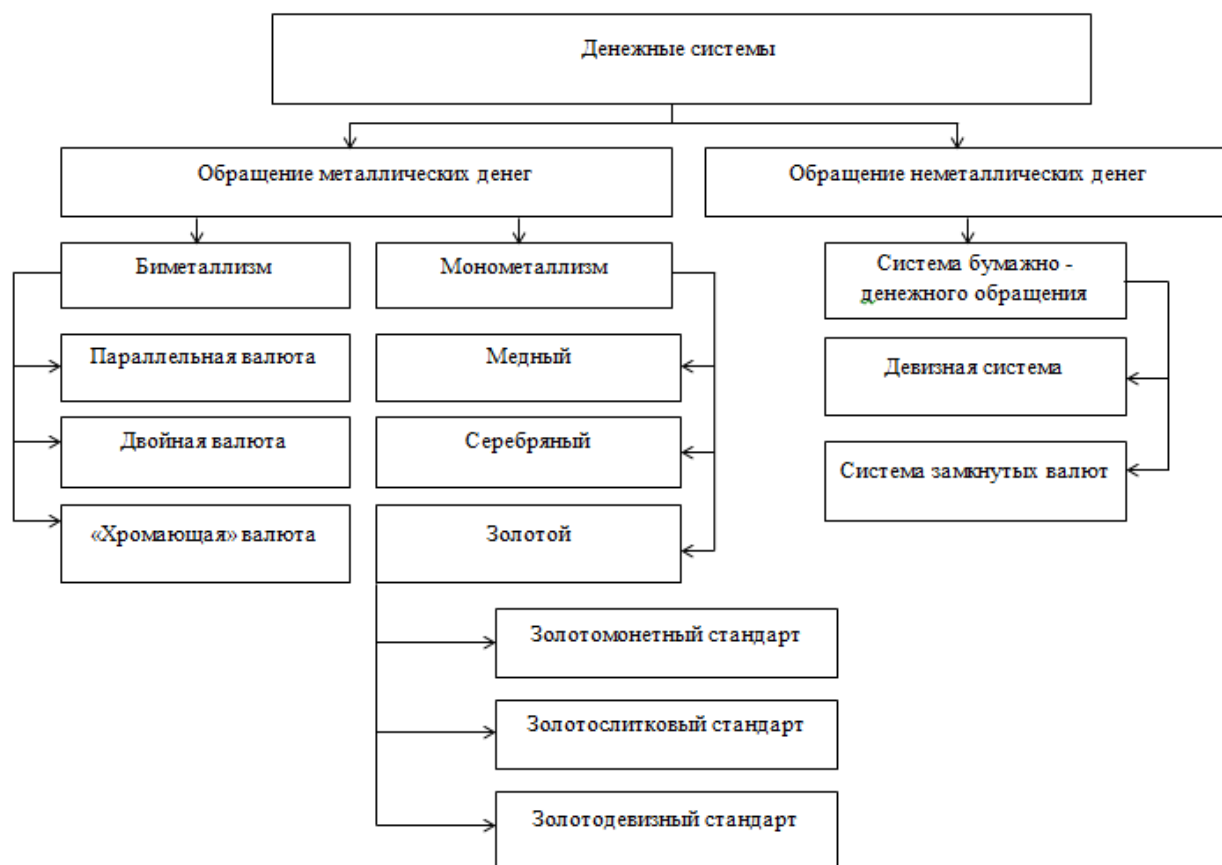 Денежные системы
Обращение металлических денег
Обращение неметаллических денег
Биметаллизм
Монометаллизм
Система бумажно -
денежного обращения
Параллельная валюта
Медный
Девизная система
Двойная валюта
Серебряный
Система замкнутых валют
«Хромающая» валюта
Золотой
Золотомонетный стандарт
Золотослитковый стандарт
Золотодевизный стандарт